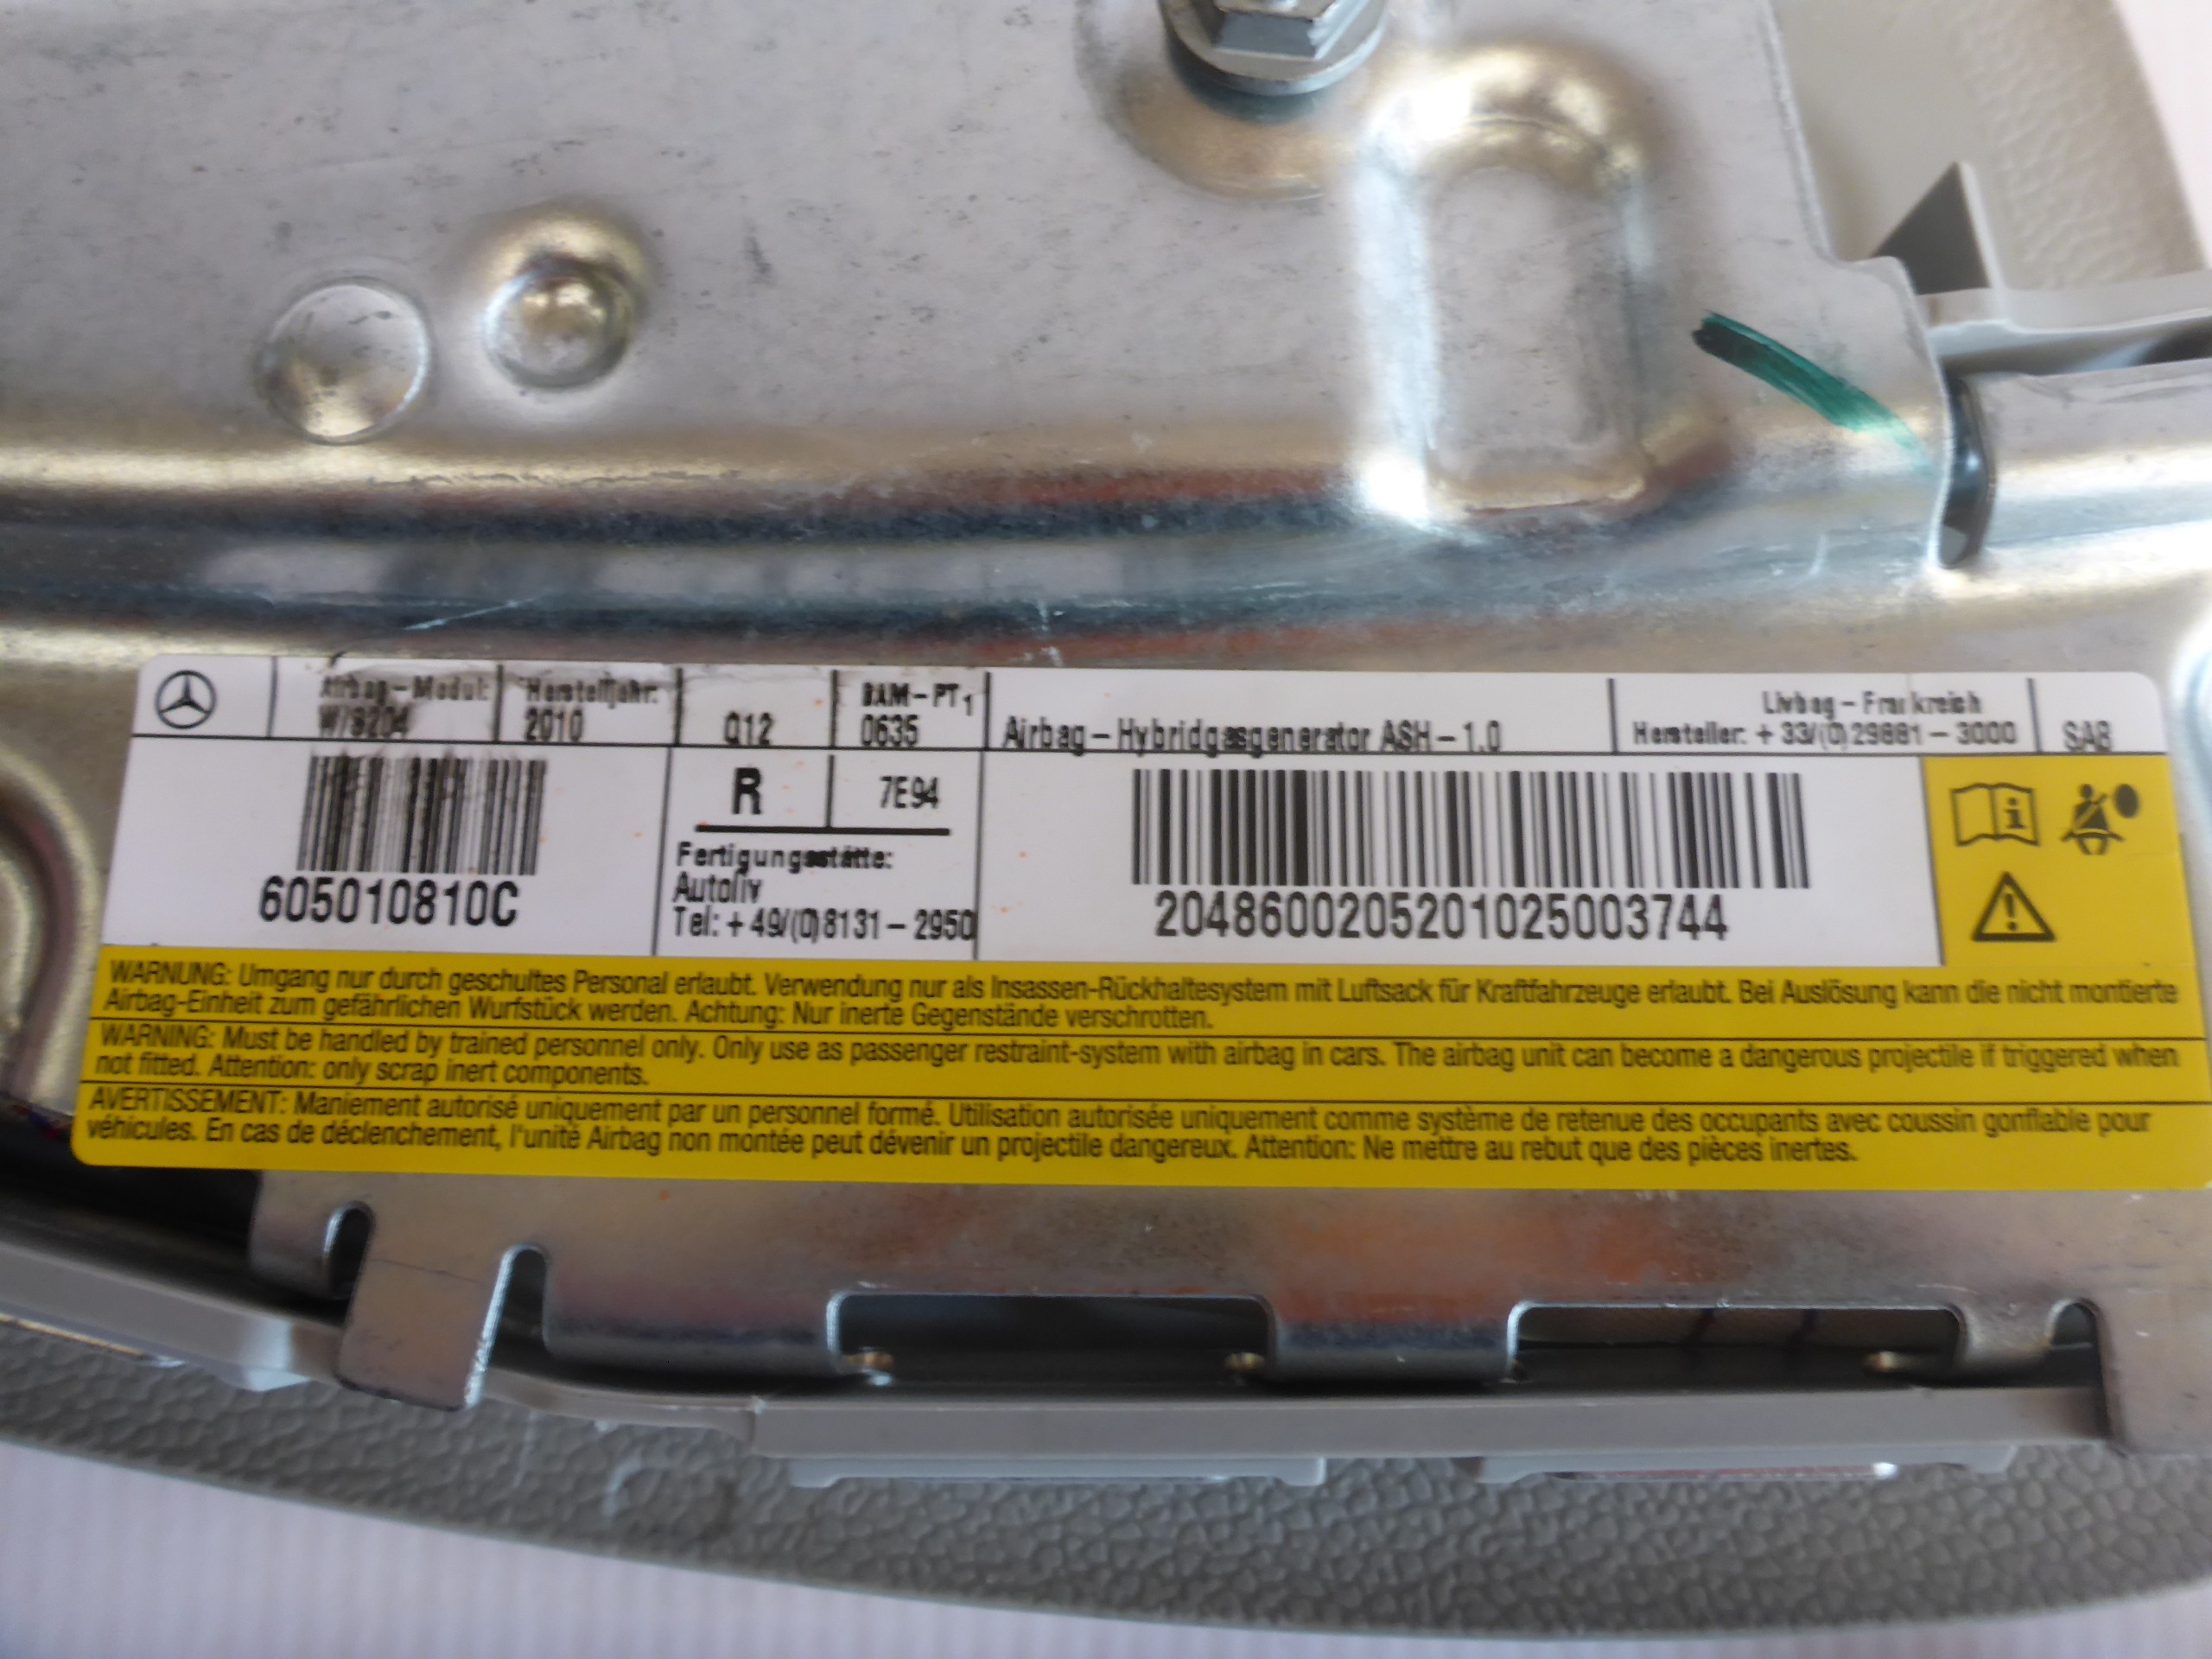 Airbag-Modul: Herstelljahr: BAM-PT1 Livbag-Frankreich
W/S204 2010 Q12 0635 Airbag-Hybridgasgenerator ASH-1.0 Hersteller: +33/(0)29881-3000 SAB
R 7E94
605010810C
Fertigungsstätte:
Autoliv
Tel: +49/(0)8131-2950
2048600205201025003744
WARNUNG: Umgang nur durch geschultes Personal erlaubt. Verwendung nur als Insassen-Rückhaltesystem mit Luftsack für Kraftfahrzeuge erlaubt. Bei Auslösung kann die nicht montierte
Airbag-Einheit zum gefährlichen Wurfstück werden. Achtung: Nur inerte Gegenstände verschrotten.
WARNING: Must be handled by trained personnel only. Only use as passenger restraint-system with airbag in cars. The airbag unit can become a dangerous projectile if triggered when
not fitted. Attention: only scrap inert components.
AVERTISSEMENT: Maniement autorisé uniquement par un personnel formé. Utilisation autorisée uniquement comme système de retenue des occupants avec coussin gonflable pour
véhicules. En cas de déclenchement, l'unité Airbag non montée peut dévenir un projectile dangereux. Attention: Ne mettre au rebut que des pièces inertes.